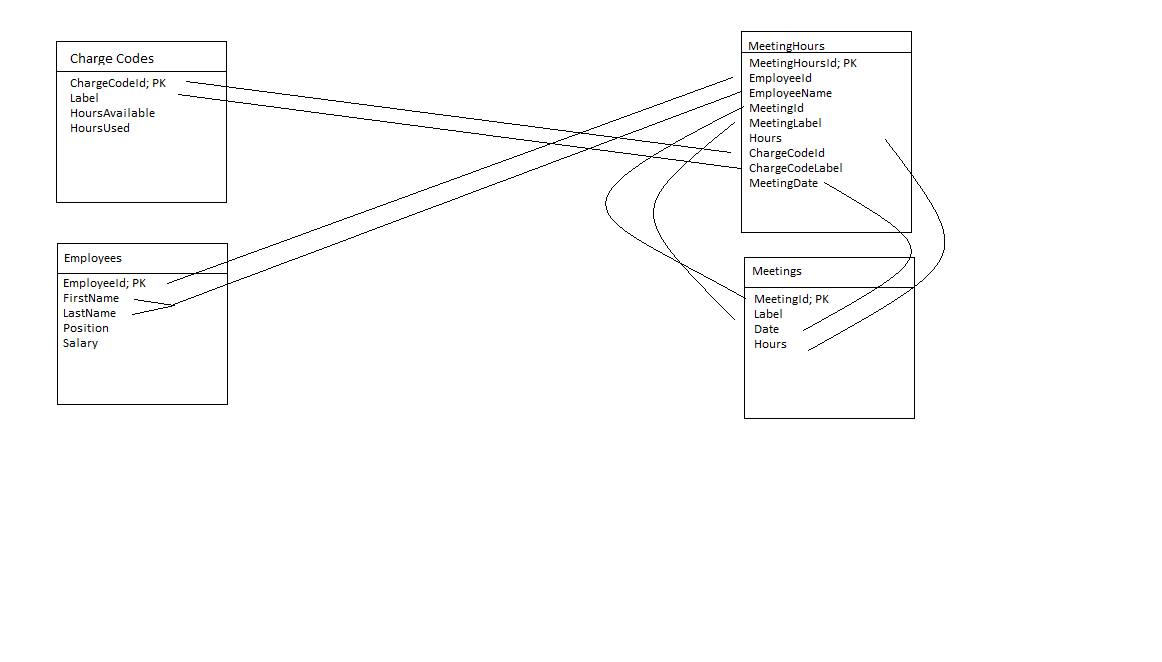 Charge Codes
ChargeCodeId; PK
Label
HoursAvailable
HoursUsed
Employees
EmployeeId; PK
FirstName
LastName
Position
Salary
MeetingHours
MeetingHoursId; PK
EmployeeId
EmployeeName
MeetingId
MeetingLabel
Hours
ChargeCodeId
ChargeCodeLabel
MeetingDate
Meetings
MeetingId; PK
Label
Date
Hours